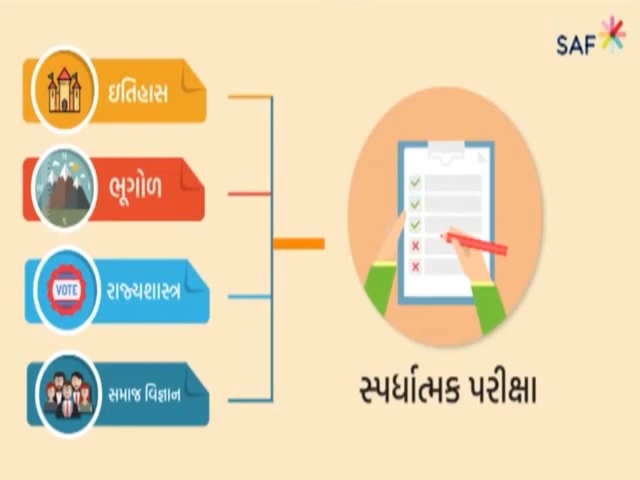 SAF
ઇતિહાસ
ભૂગોળ
VOTE
રાજ્યશાસ્ત્ર
સમાજ વિજ્ઞાન
સ્પર્ધાત્મક પરીક્ષા